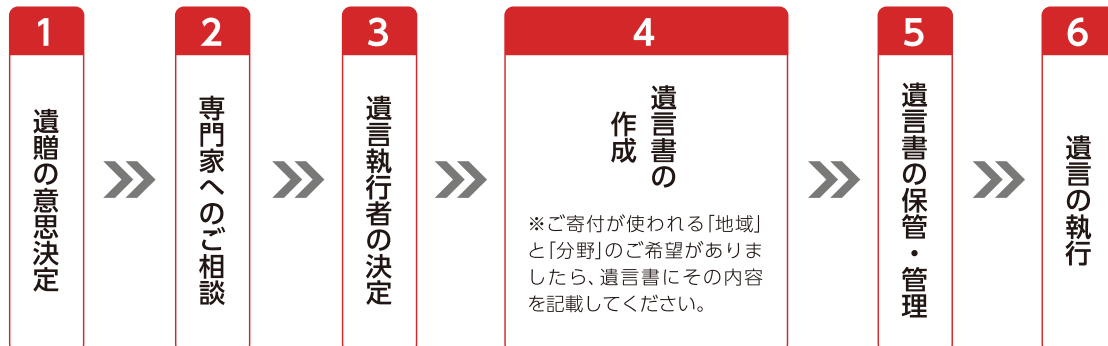 1
遺贈の意思決定
2
専門家へのご相談
3
遺言執行者の決定
4
遺言書の
作成
※ご寄付が使われる「地域」
と「分野」のご希望がありま
したら、遺言書にその内容
を記載してください。
5
遺言書の保管・管理
6
遺言の執行